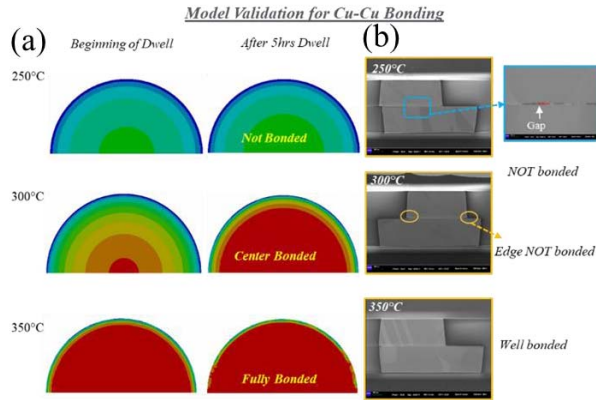 Model Validation for Cu-Cu Bonding
(a)
Beginning of Dwell
After 5hrs Dwell
250°C
Not Bonded
300°C
Center Bonded
350°C
Fully Bonded
(b)
250°C
Gap
NOT bonded
300°C
Edge NOT bonded
350°C
Well bonded